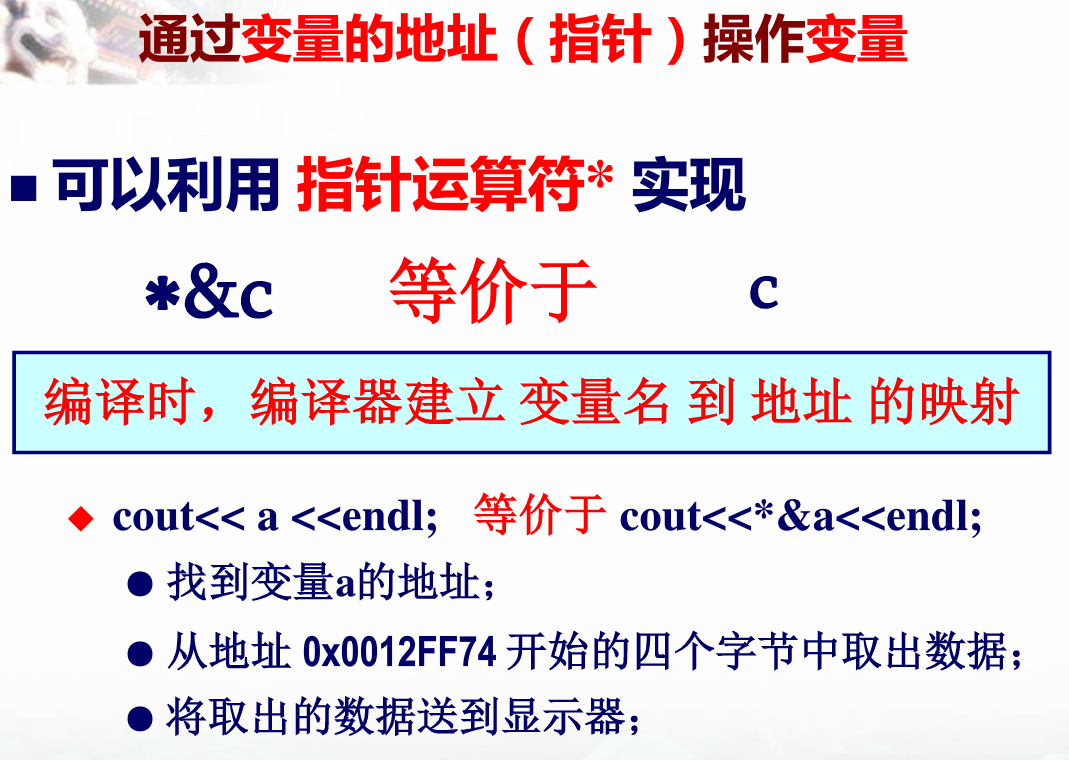 通过变量的地址（指针）操作变量
可以利用 指针运算符* 实现
*&c 等价于 c
编译时，编译器建立 变量名 到 地址 的映射
cout<< a <<endl; 等价于 cout<<*&a<<endl;
找到变量a的地址；
从地址 0x0012FF74 开始的四个字节中取出数据；
将取出的数据送到显示器；